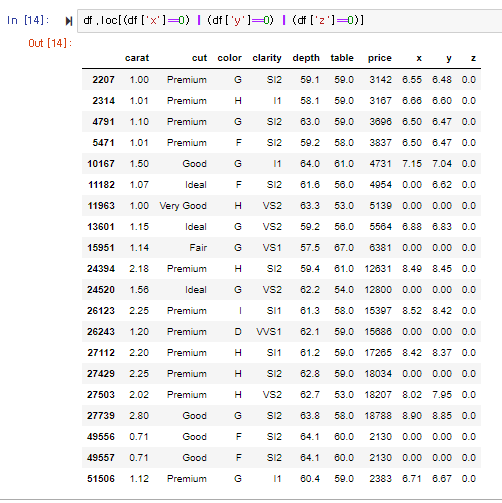 In [14]: df.loc[(df['x']==0) | (df['y']==0) | (df['z']==0)]
Out [14]:
carat cut color clarity depth table price x y z
2207 1.00 Premium G SI2 59.1 59.0 3142 6.55 6.48 0.0
2314 1.01 Premium H I1 58.1 59.0 3167 6.66 6.60 0.0
4791 1.10 Premium G SI2 63.0 59.0 3696 6.50 6.47 0.0
5471 1.01 Premium F SI2 59.2 58.0 3837 6.50 6.47 0.0
10167 1.50 Good G I1 64.0 61.0 4731 7.15 7.04 0.0
11182 1.07 Ideal F SI2 61.6 56.0 4954 0.00 6.62 0.0
11963 1.00 Very Good H VS2 63.3 53.0 5139 0.00 0.00 0.0
13601 1.15 Ideal G VS2 59.2 56.0 5564 6.88 6.83 0.0
15951 1.14 Fair G VS1 57.5 67.0 6381 0.00 0.00 0.0
24394 2.18 Premium H SI2 59.4 61.0 12631 8.49 8.45 0.0
24520 1.56 Ideal G VS2 62.2 54.0 12800 0.00 0.00 0.0
26123 2.25 Premium I SI1 61.3 58.0 15397 8.52 8.42 0.0
26243 1.20 Premium D VVS1 62.1 59.0 15686 0.00 0.00 0.0
27112 2.20 Premium H SI1 61.2 59.0 17265 8.42 8.37 0.0
27429 2.25 Premium H SI2 62.8 59.0 18034 0.00 0.00 0.0
27503 2.02 Premium H VS2 62.7 53.0 18207 8.02 7.95 0.0
27739 2.80 Good G SI2 63.8 58.0 18788 8.90 8.85 0.0
49556 0.71 Good F SI2 64.1 60.0 2130 0.00 0.00 0.0
49557 0.71 Good F SI2 64.1 60.0 2130 0.00 0.00 0.0
51506 1.12 Premium G I1 60.4 59.0 2383 6.71 6.67 0.0